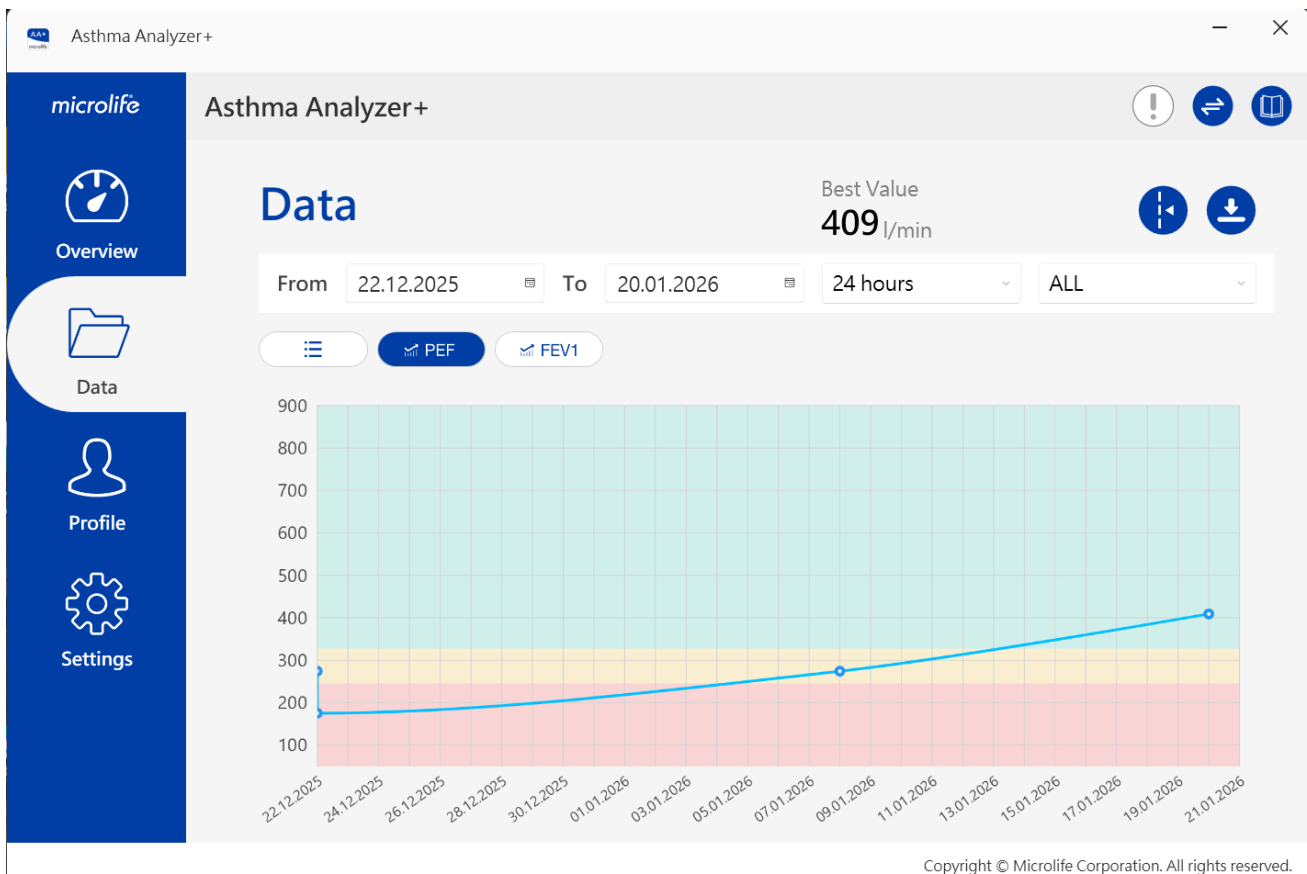 Asthma Analyzer+
microlife
Asthma Analyzer+
Overview
Data
Profile
Settings
Data
Best Value
409 l/min
From 22.12.2025 To 20.01.2026 24 hours ALL
PEF FEV1
900
800
700
600
500
400
300
200
100
22.12.2025 24.12.2025 26.12.2025 28.12.2025 30.12.2025 01.01.2026 03.01.2026 05.01.2026 07.01.2026 09.01.2026 11.01.2026 13.01.2026 15.01.2026 17.01.2026 19.01.2026 21.01.2026
Copyright © Microlife Corporation. All rights reserved.